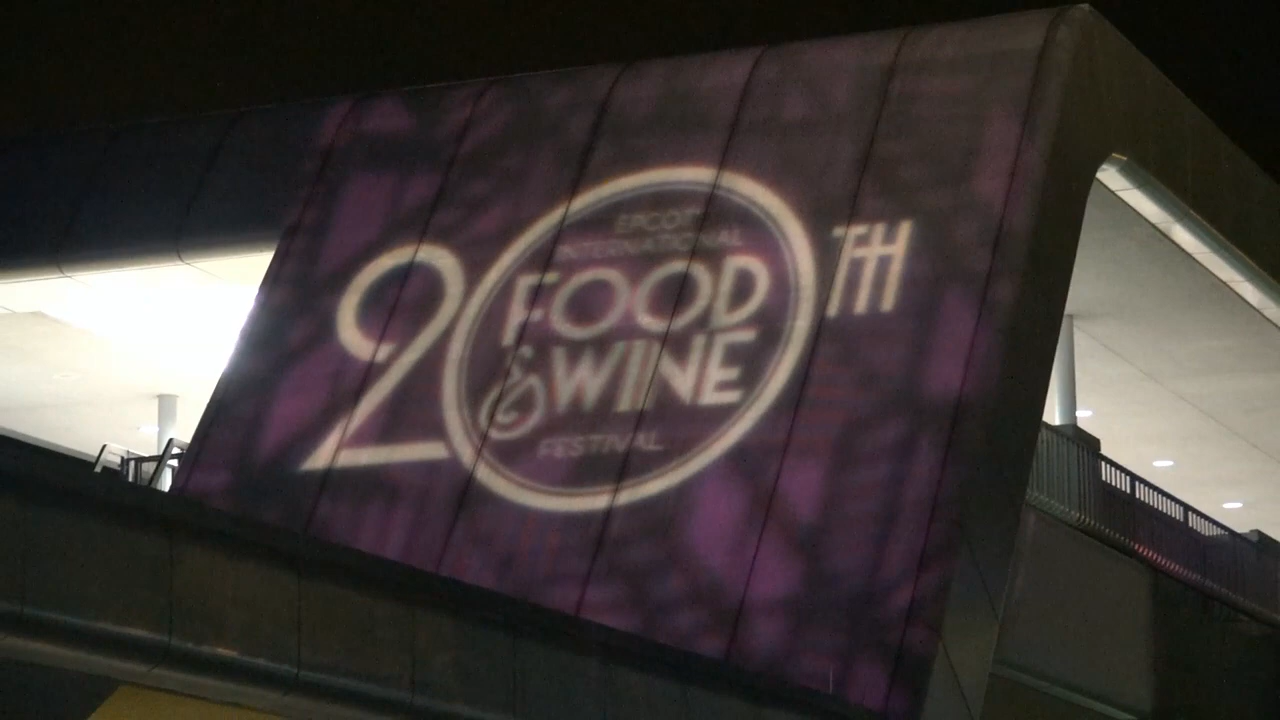 20TH
EPCOT
INTERNATIONAL
FOOD
& WINE
FESTIVAL